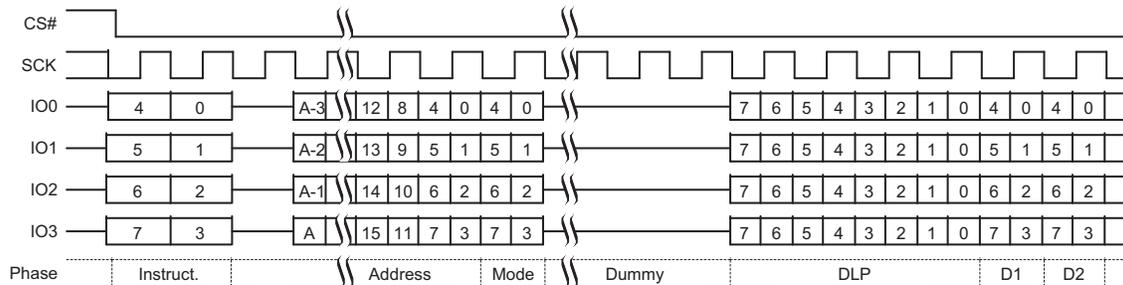 CS#
SCK
IO0 4 0 A-3 12 8 4 0 4 0 7 6 5 4 3 2 1 0 4 0 4 0
IO1 5 1 A-2 13 9 5 1 5 1 7 6 5 4 3 2 1 0 5 1 5 1
IO2 6 2 A-1 14 10 6 2 6 2 7 6 5 4 3 2 1 0 6 2 6 2
IO3 7 3 A 15 11 7 3 7 3 7 6 5 4 3 2 1 0 7 3 7 3
Phase Instruct. Address Mode Dummy DLP D1 D2